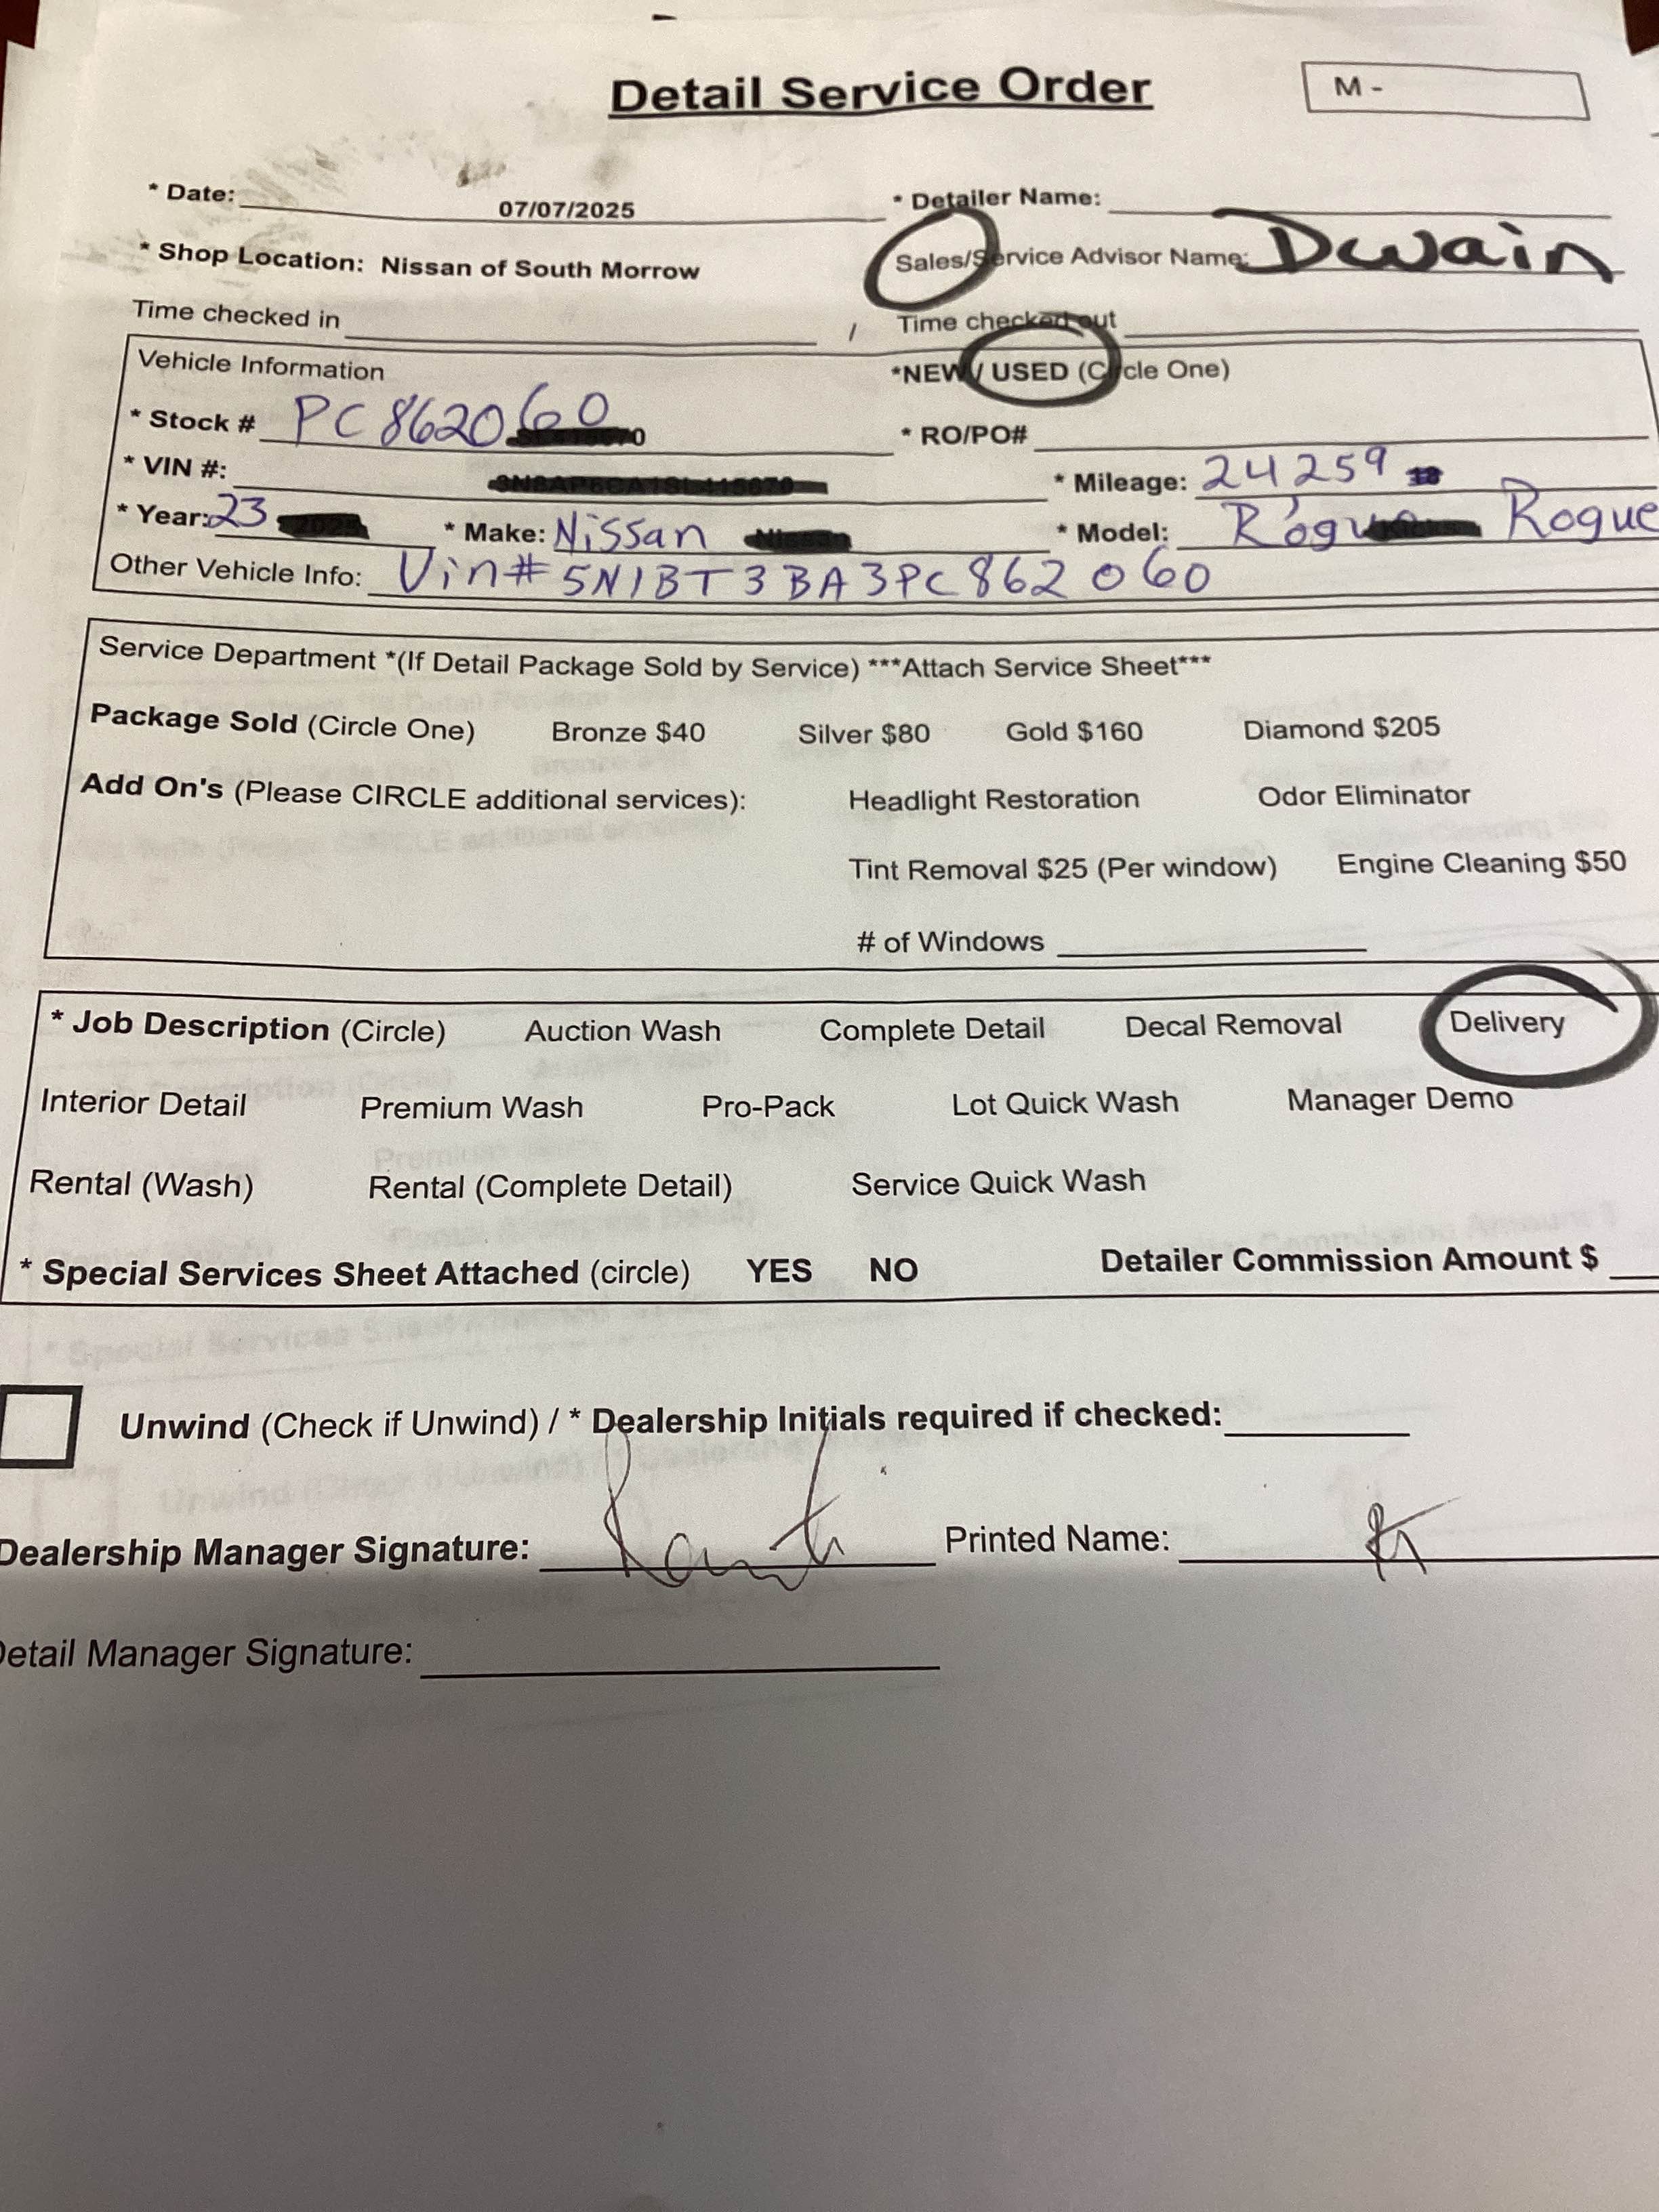 Detail Service Order
M -
* Date: 07/07/2025 * Detailer Name:
* Shop Location: Nissan of South Morrow Sales/Service Advisor Name: Dwain
Time checked in / Time checked out
Vehicle Information *NEW / USED (Circle One)
* Stock # PC862060 * RO/PO#
* VIN #: * Mileage: 24259
* Year: 23 * Make: Nissan * Model: Rogue Rogue
Other Vehicle Info: Vin# 5N1BT3BA3PC862060
Service Department *(If Detail Package Sold by Service) ***Attach Service Sheet***
Package Sold (Circle One) Bronze $40 Silver $80 Gold $160 Diamond $205
Add On's (Please CIRCLE additional services): Headlight Restoration Odor Eliminator
Tint Removal $25 (Per window) Engine Cleaning $50
# of Windows
* Job Description (Circle) Auction Wash Complete Detail Decal Removal Delivery
Interior Detail Premium Wash Pro-Pack Lot Quick Wash Manager Demo
Rental (Wash) Rental (Complete Detail) Service Quick Wash
* Special Services Sheet Attached (circle) YES NO Detailer Commission Amount $
Unwind (Check if Unwind) / * Dealership Initials required if checked:
Dealership Manager Signature: Printed Name:
Detail Manager Signature: